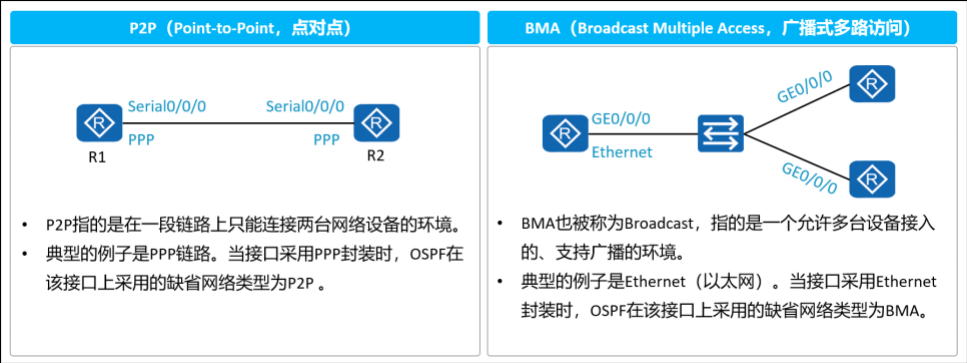 P2P（Point-to-Point，点对点）
Serial0/0/0
Serial0/0/0
R
R
PPP
PPP
R1
R2
• P2P指的是在一段链路上只能连接两台网络设备的环境。
• 典型的例子是PPP链路。当接口采用PPP封装时，OSPF在
该接口上采用的缺省网络类型为P2P 。
BMA（Broadcast Multiple Access，广播式多路访问）
R
GE0/0/0
GE0/0/0
R
Ethernet
GE0/0/0
R
• BMA也被称为Broadcast，指的是一个允许多台设备接入
的、支持广播的环境。
• 典型的例子是Ethernet（以太网）。当接口采用Ethernet
封装时，OSPF在该接口上采用的缺省网络类型为BMA。